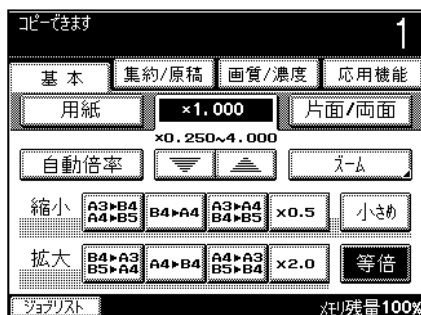 コピーできます
1
基本 集約/原稿 画質/濃度 応用機能
用紙 ×1.000 片面/両面
×0.250~4.000
自動倍率 ズーム
縮小 A3▶B4 A4▶B5 B4▶A4 A3▶A4 B4▶B5 ×0.5 小さめ
拡大 B4▶A3 B5▶A4 A4▶B4 A4▶A3 B5▶B4 ×2.0 等倍
ジョブリスト メモリ残量100%